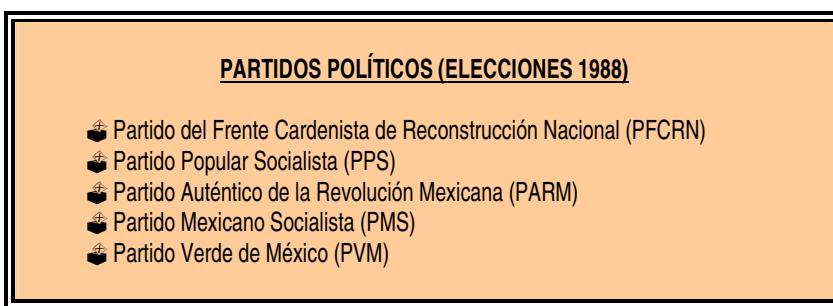 PARTIDOS POLÍTICOS (ELECCIONES 1988)
Partido del Frente Cardenista de Reconstrucción Nacional (PFCRN)
Partido Popular Socialista (PPS)
Partido Auténtico de la Revolución Mexicana (PARM)
Partido Mexicano Socialista (PMS)
Partido Verde de México (PVM)